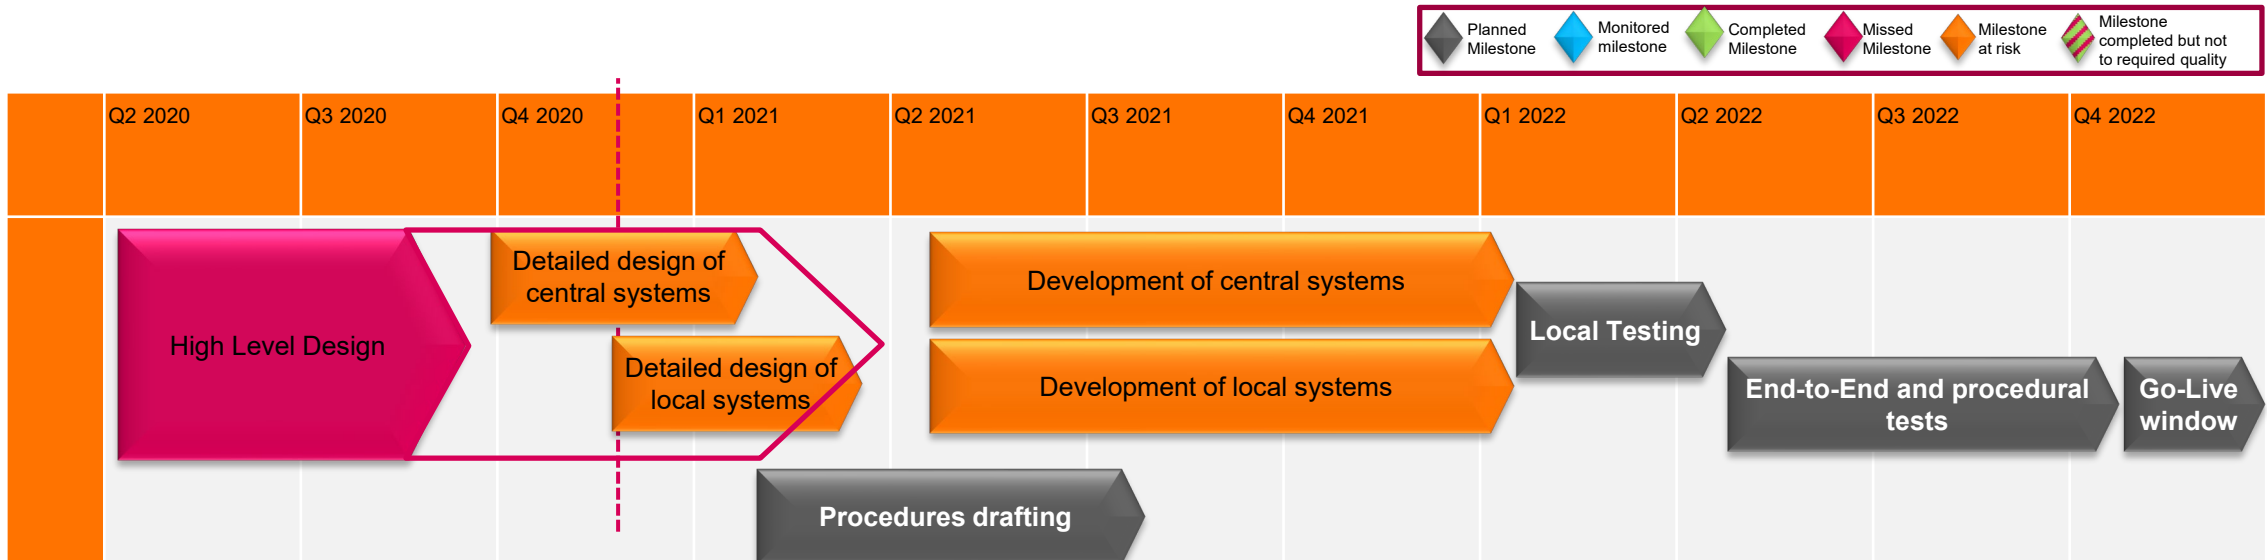 Planned
Milestone
Monitored
milestone
Completed
Milestone
Missed
Milestone
Milestone
at risk
Milestone
completed but not
to required quality
Q2 2020
Q3 2020
Q4 2020
Q1 2021
Q2 2021
Q3 2021
Q4 2021
Q1 2022
Q2 2022
Q3 2022
Q4 2022
High Level Design
Detailed design of
central systems
Detailed design of
local systems
Development of central systems
Development of local systems
Local Testing
End-to-End and procedural
tests
Go-Live
window
Procedures drafting